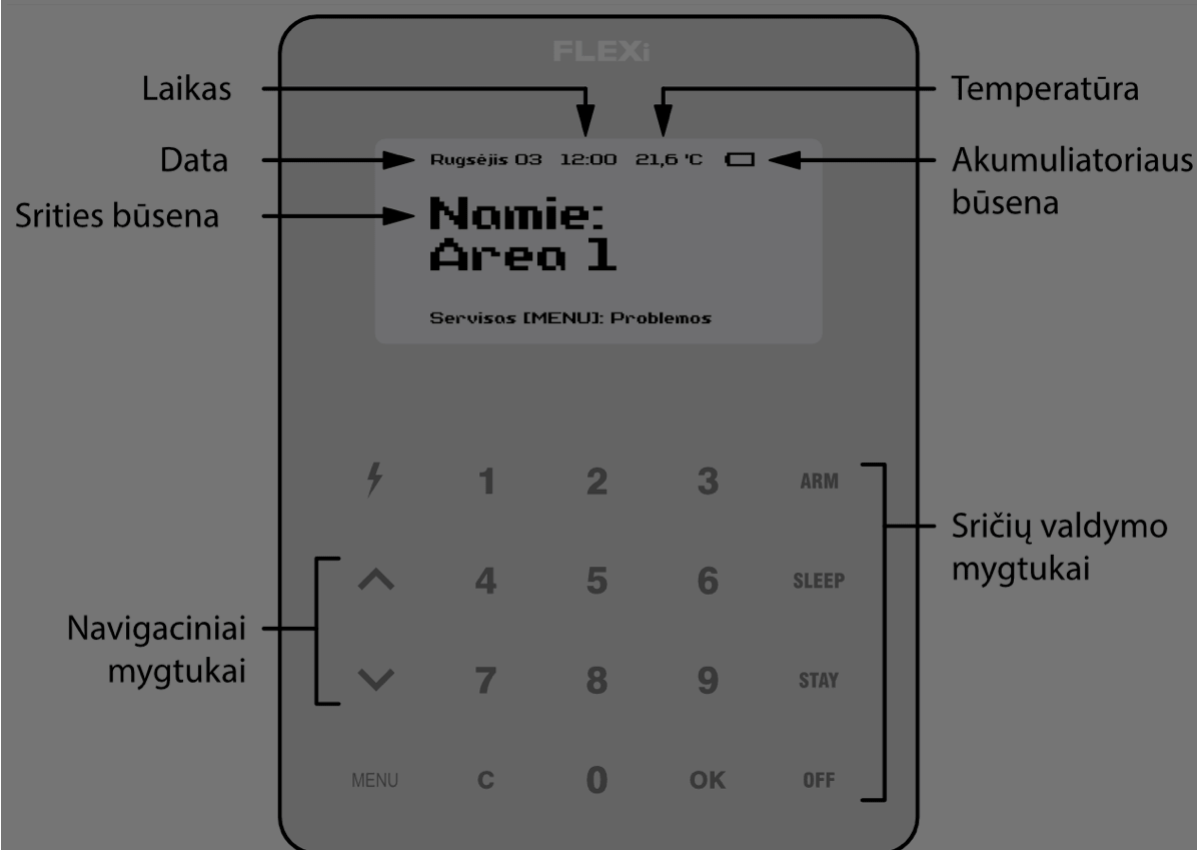 FLEXi
Laikas
Temperatūra
Data
Rugsėjis 03 12:00 21,6 'C
Akumuliatoriaus
būsena
Srities būsena
Namie:
Area 1
Servisas [MENU]: Problemos
1 2 3 ARM
Sričių valdymo
mygtukai
4 5 6 SLEEP
Navigaciniai
mygtukai
7 8 9 STAY
MENU C 0 OK OFF